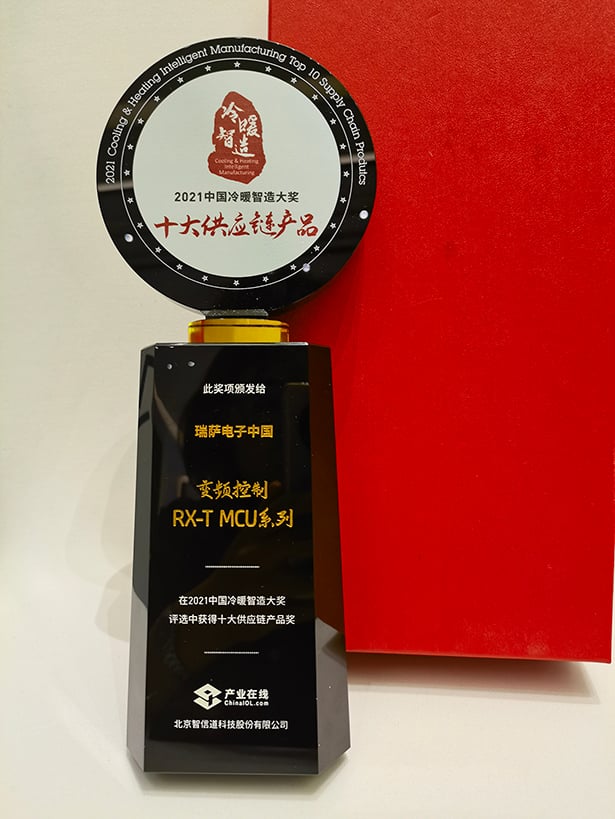 2021 Cooling & Heating Intelligent Manufacturing Top 10 Supply Chain Produtcs
冷暖
智造
Cooling & Heating
Intelligent
Manufacturing
2021中国冷暖智造大奖
十大供应链产品
此奖项颁发给
瑞萨电子中国
变频控制
RX-T MCU系列
在2021中国冷暖智造大奖
评选中获得十大供应链产品奖
产业在线
ChinaIOL.com
北京智信道科技股份有限公司